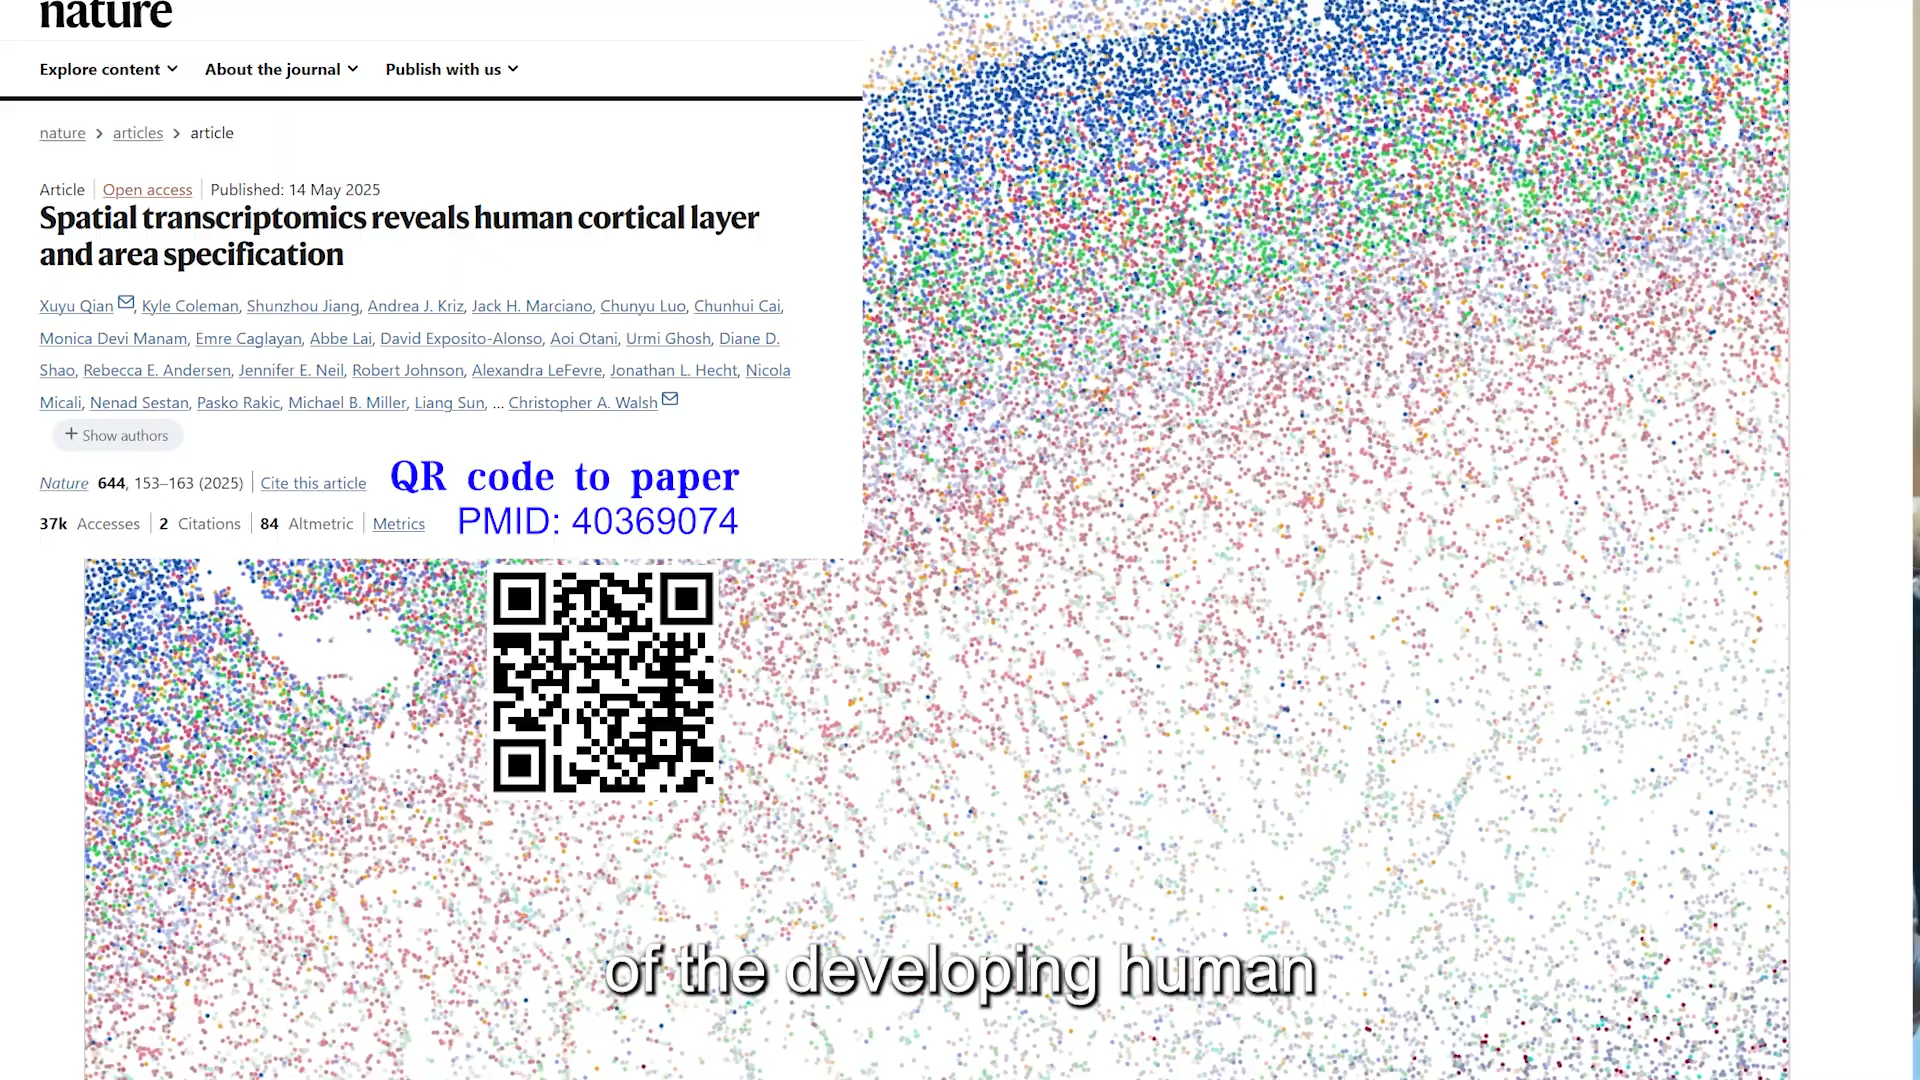 nature
Explore content About the journal Publish with us
nature > articles > article
Article Open access Published: 14 May 2025
Spatial transcriptomics reveals human cortical layer
and area specification
Xuyu Qian, Kyle Coleman, Shunzhou Jiang, Andrea J. Kriz, Jack H. Marciano, Chunyu Luo, Chunhui Cai,
Monica Devi Manam, Emre Caglayan, Abbe Lai, David Exposito-Alonso, Aoi Otani, Urmi Ghosh, Diane D.
Shao, Rebecca E. Andersen, Jennifer E. Neil, Robert Johnson, Alexandra LeFevre, Jonathan L. Hecht, Nicola
Micali, Nenad Sestan, Pasko Rakic, Michael B. Miller, Liang Sun, ... Christopher A. Walsh
+ Show authors
Nature 644, 153–163 (2025) Cite this article
37k Accesses 2 Citations 84 Altmetric Metrics
QR code to paper
PMID: 40369074
of the developing human